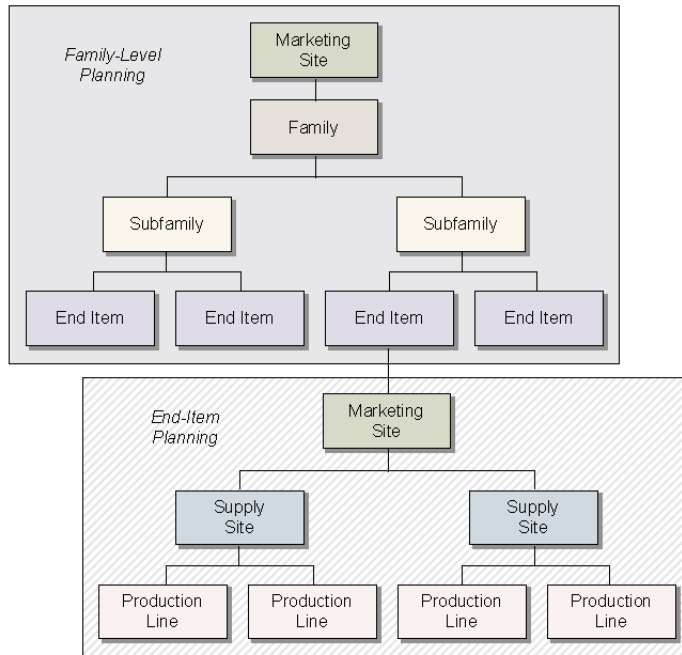 Family-Level
Planning
Marketing
Site
Family
Subfamily
Subfamily
End Item
End Item
End Item
End Item
End-Item
Planning
Marketing
Site
Supply
Site
Supply
Site
Production
Line
Production
Line
Production
Line
Production
Line